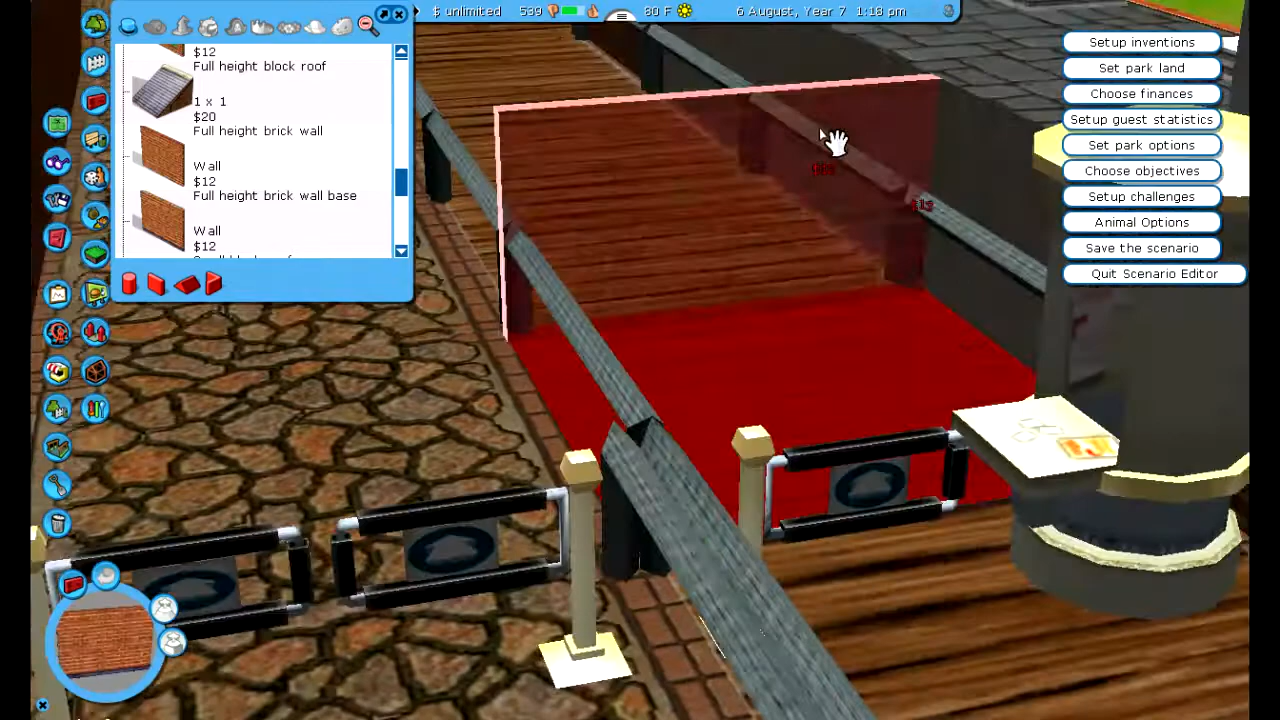 $ unlimited 539 80 F 6 August, Year 7 1:18 pm
$12
Full height block roof
1 x 1
$20
Full height brick wall
Wall
$12
Full height brick wall base
Wall
$12
Setup inventions
Set park land
Choose finances
Setup guest statistics
Set park options
Choose objectives
Setup challenges
Animal Options
Save the scenario
Quit Scenario Editor